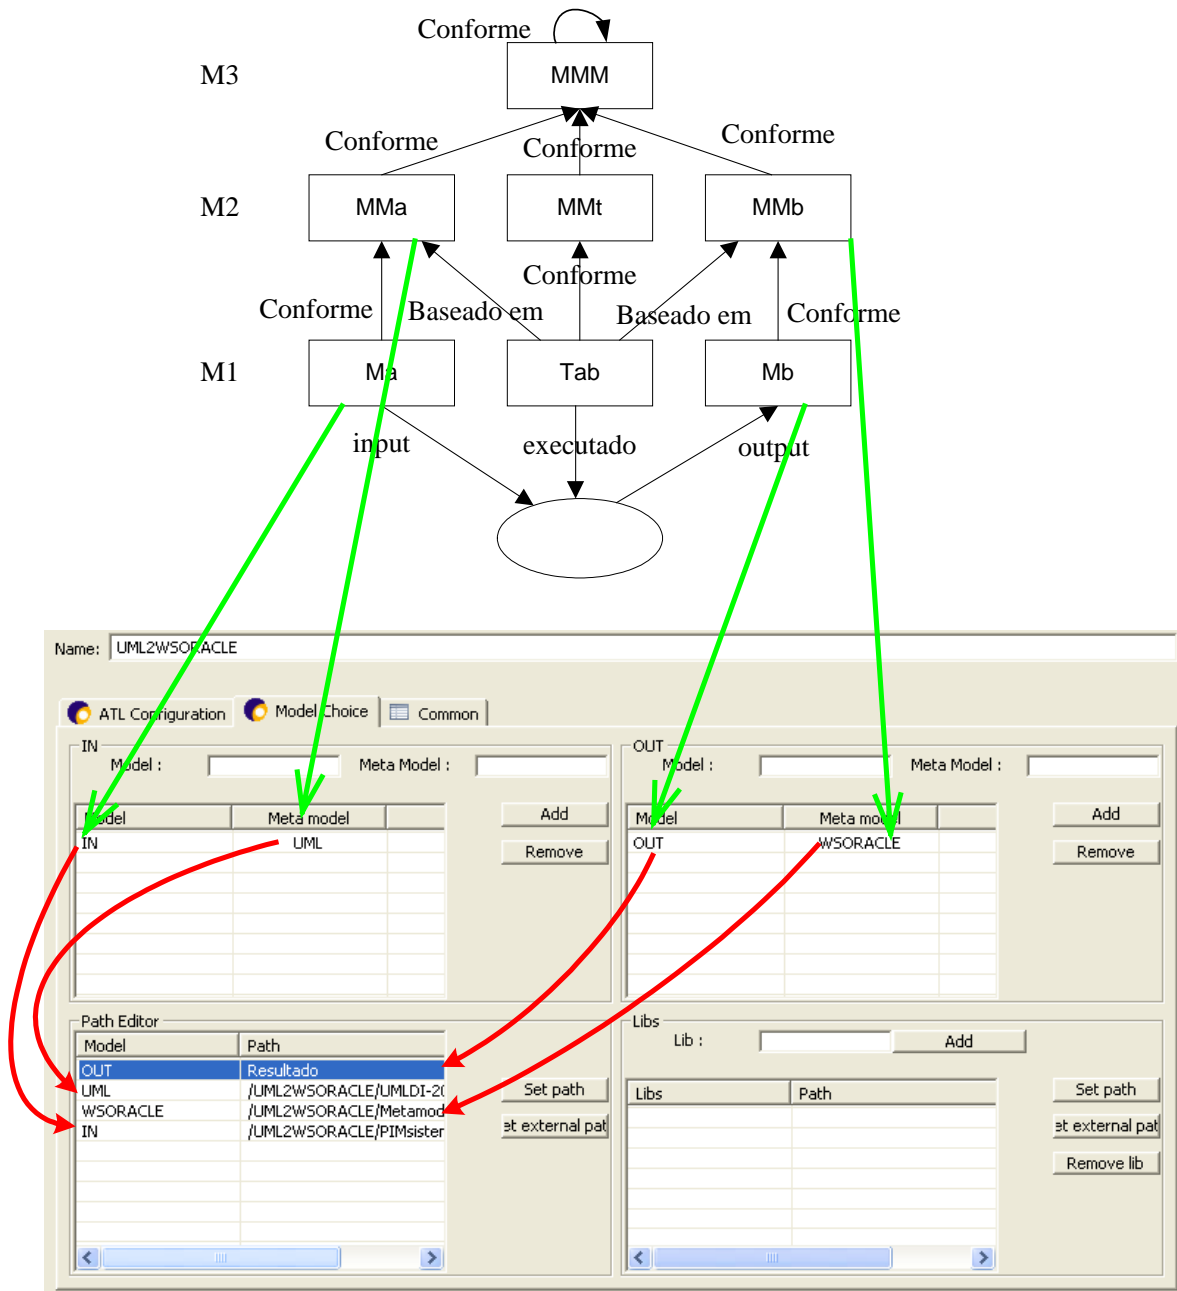 Conforme
M3
MMM
Conforme
Conforme
Conforme
M2
MMa
MMt
MMb
Conforme
Conforme
Baseado em
Baseado em
Conforme
M1
Ma
Tab
Mb
input
executado
output
Name: UML2WSORACLE
ATL Configuration
Model Choice
Common
IN
Model :
Meta Model :
Add
Model
Meta model
IN
UML
Remove
OUT
Model :
Meta Model :
Add
Model
Meta model
OUT
WSORACLE
Remove
Path Editor
Model
Path
OUT
Resultado
UML
/UML2WSORACLE/UMLDI-20
WSORACLE
/UML2WSORACLE/Metamod
IN
/UML2WSORACLE/PIMsister
Set path
et external pat
Libs
Lib :
Add
Libs
Path
Set path
et external pat
Remove lib